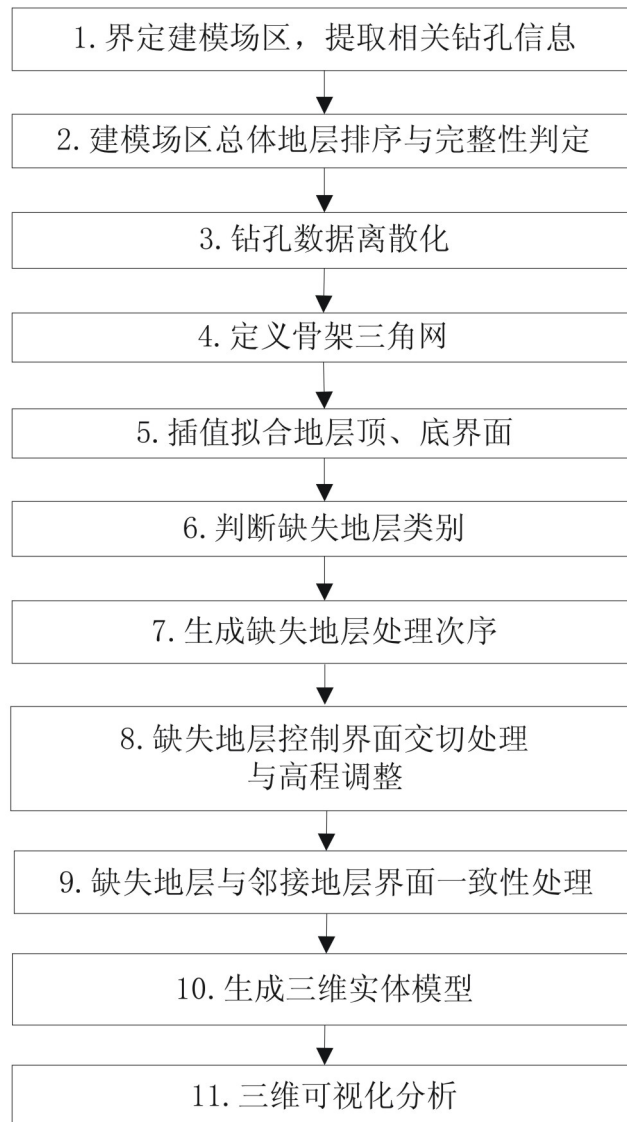 1.界定建模场区，提取相关钻孔信息
2.建模场区总体地层排序与完整性判定
3.钻孔数据离散化
4.定义骨架三角网
5.插值拟合地层顶、底界面
6.判断缺失地层类别
7.生成缺失地层处理次序
8.缺失地层控制界面交切处理
与高程调整
9.缺失地层与邻接地层界面一致性处理
10.生成三维实体模型
11.三维可视化分析